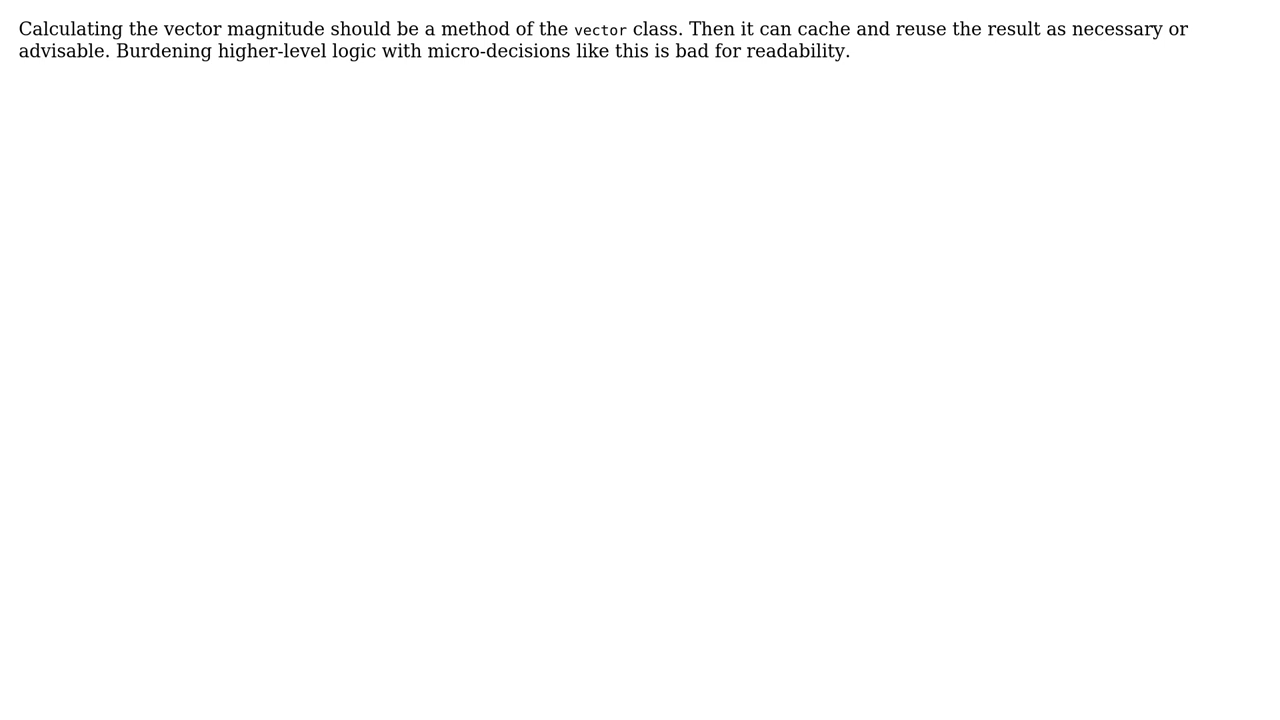 Calculating the vector magnitude should be a method of the vector class. Then it can cache and reuse the result as necessary or
advisable. Burdening higher-level logic with micro-decisions like this is bad for readability.